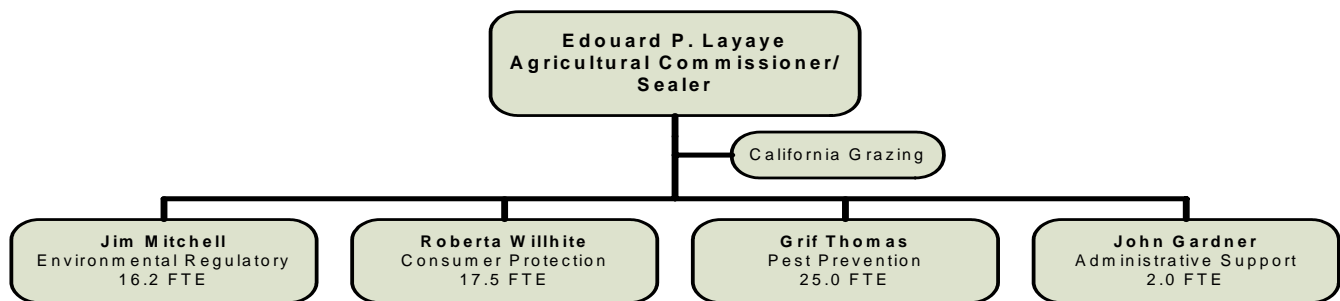 Edouard P. Layaye
Agricultural Commissioner/
Sealer
California Grazing
Jim Mitchell
Environmental Regulatory
16.2 FTE
Roberta Willhite
Consumer Protection
17.5 FTE
Grif Thomas
Pest Prevention
25.0 FTE
John Gardner
Administrative Support
2.0 FTE